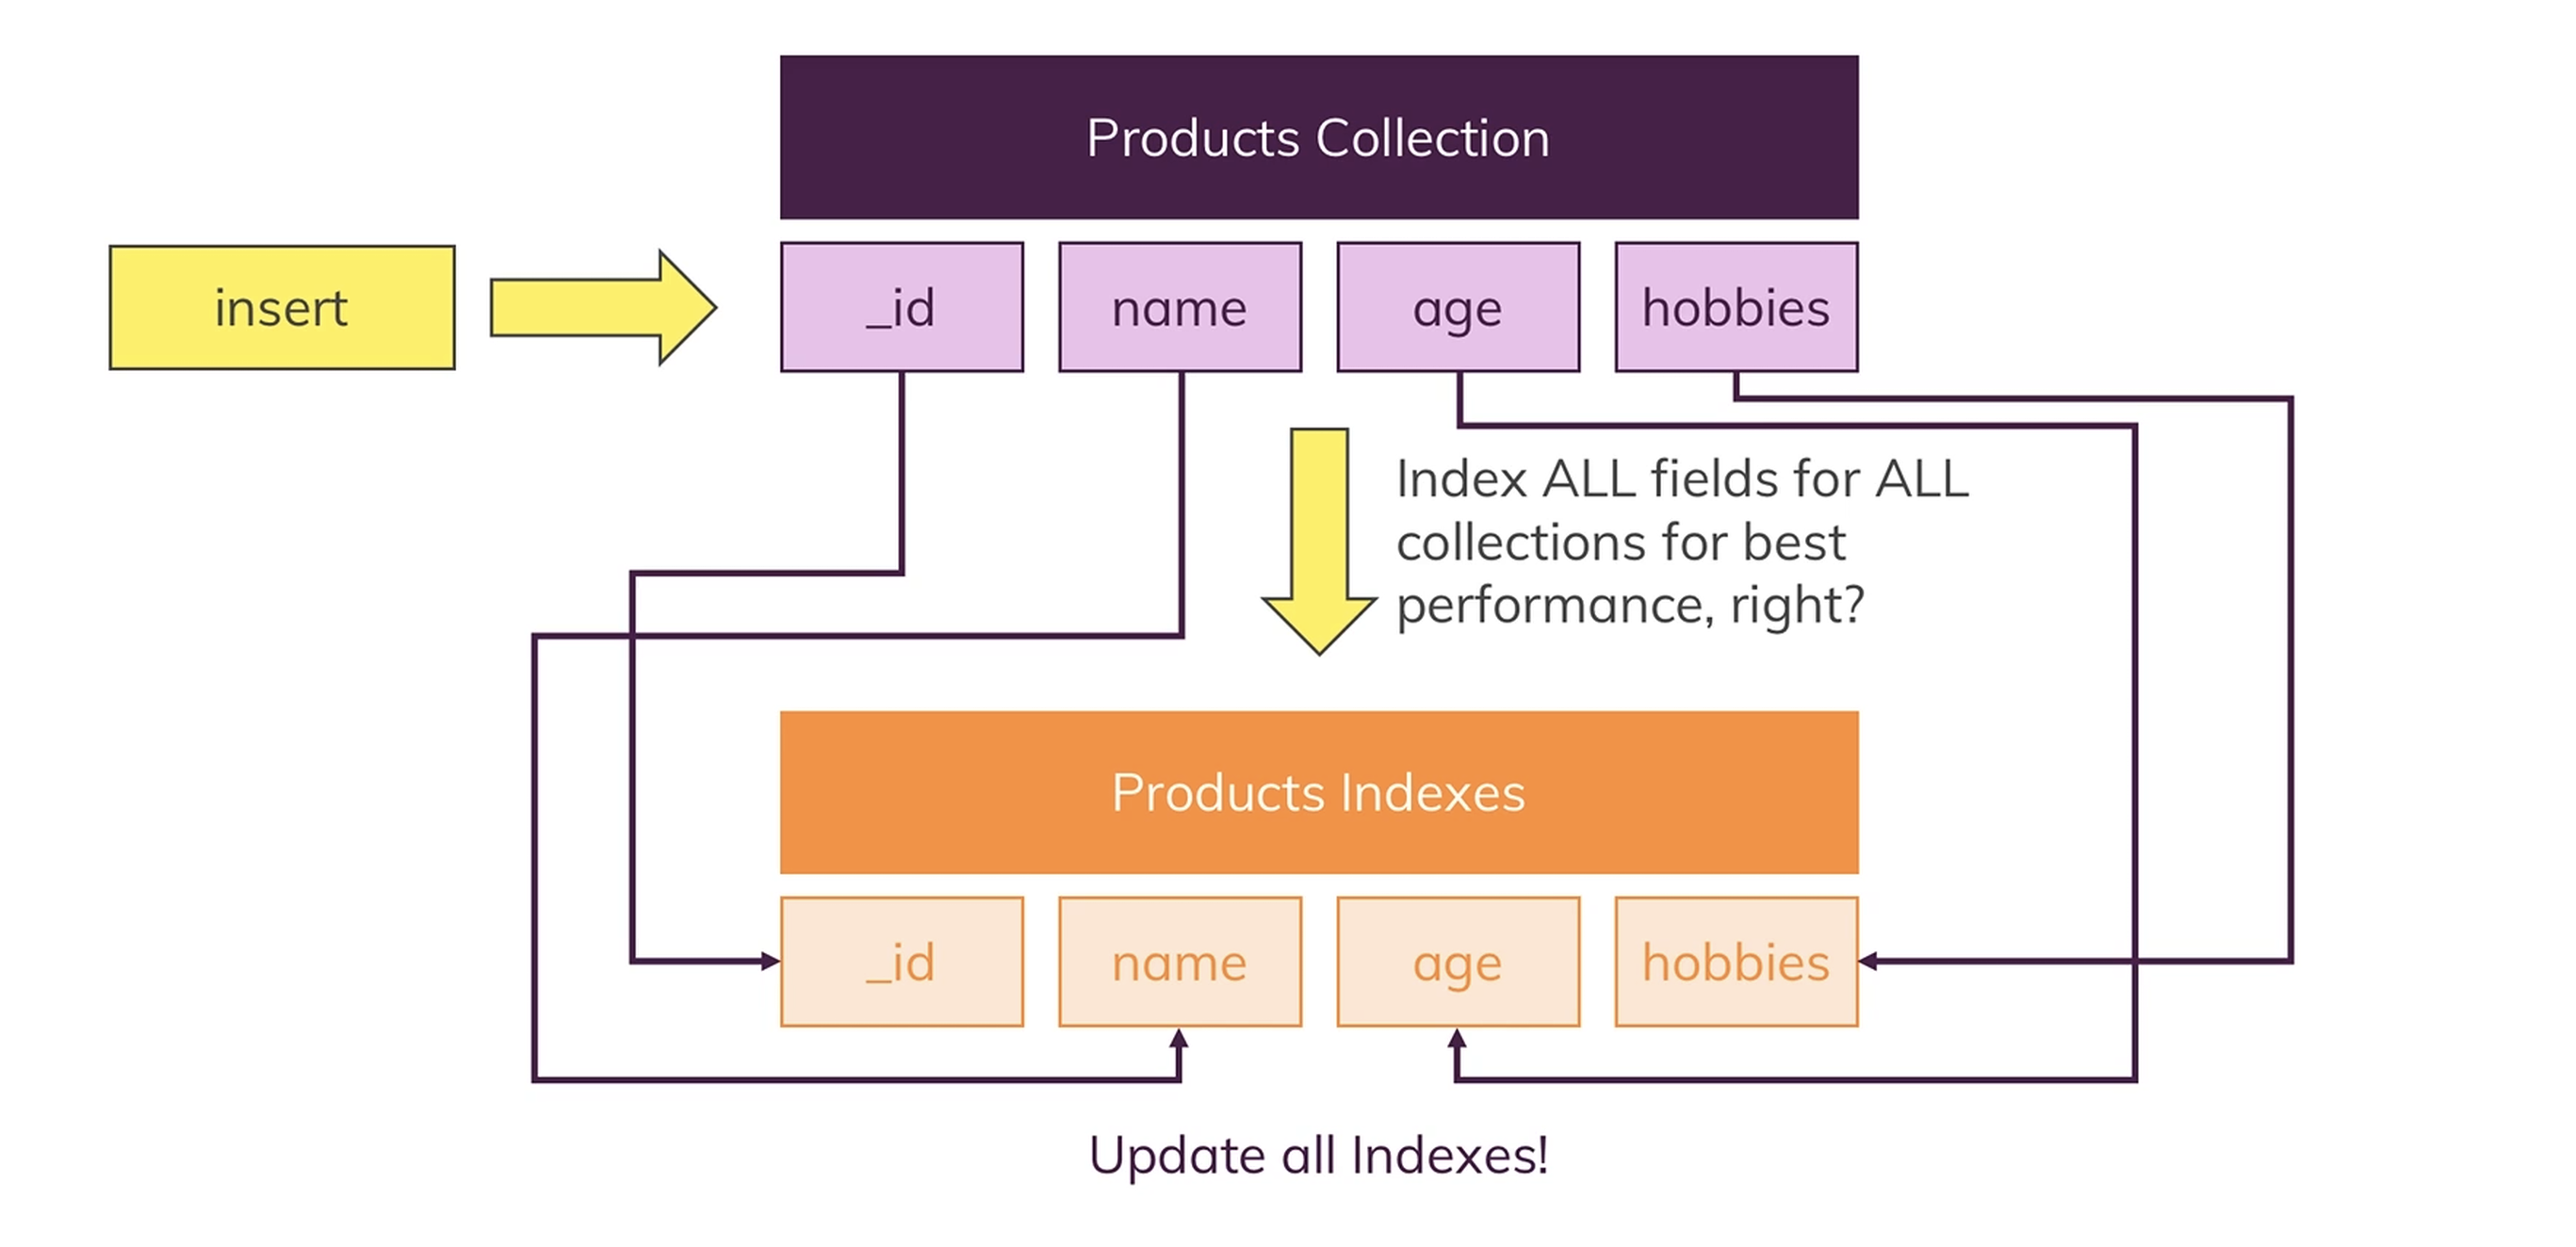 Products Collection
insert
_id
name
age
hobbies
Index ALL fields for ALL
collections for best
performance, right?
Products Indexes
_id
name
age
hobbies
Update all Indexes!